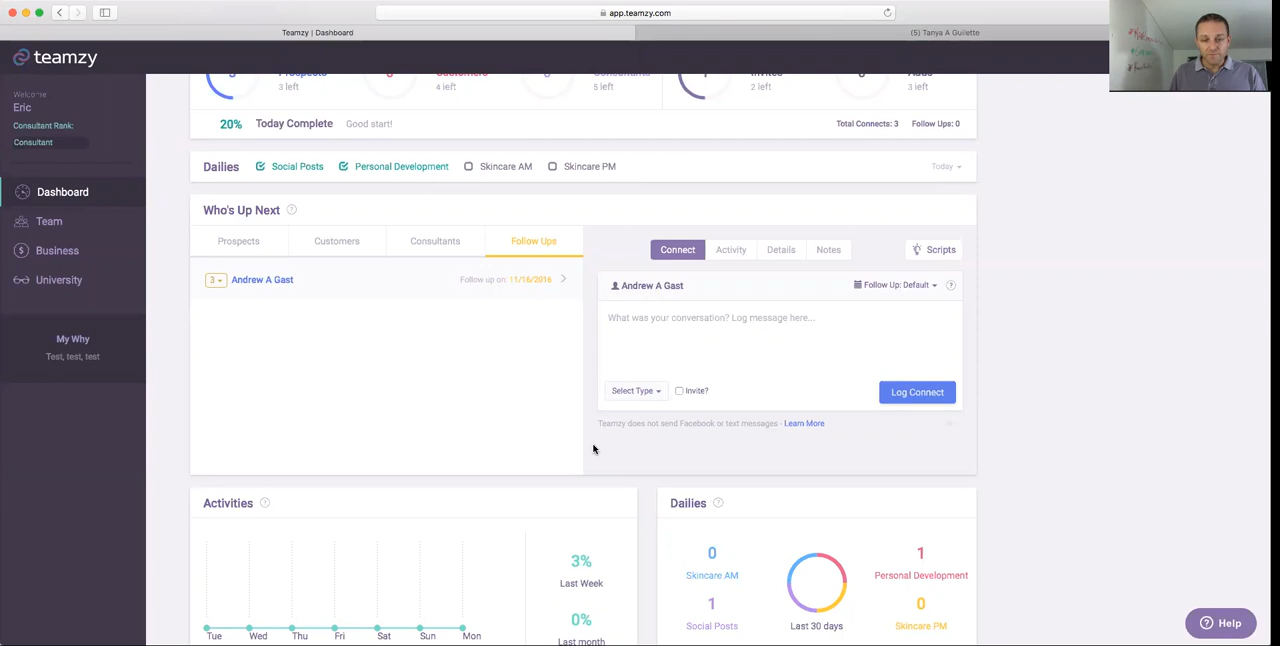 app.teamzy.com
Teamzy | Dashboard
(5) Tanya A Guilette
teamzy
Welcome
Eric
Consultant Rank:
Consultant
Dashboard
Team
Business
University
My Why
Test, test, test
Prospects
3 left
Customers
4 left
Consultants
5 left
Invites
2 left
Adds
3 left
20% Today Complete Good start!
Total Connects: 3 Follow Ups: 0
Dailies Social Posts Personal Development Skincare AM Skincare PM Today
Who's Up Next
Prospects Customers Consultants Follow Ups
3 Andrew A Gast Follow up on: 11/16/2016
Connect Activity Details Notes Scripts
Andrew A Gast Follow Up: Default
What was your conversation? Log message here...
Select Type Invite? Log Connect
Teamzy does not send Facebook or text messages - Learn More
Activities
3%
Last Week
0%
Last month
Tue Wed Thu Fri Sat Sun Mon
Dailies
0
Skincare AM
1
Social Posts
Last 30 days
1
Personal Development
0
Skincare PM
Help